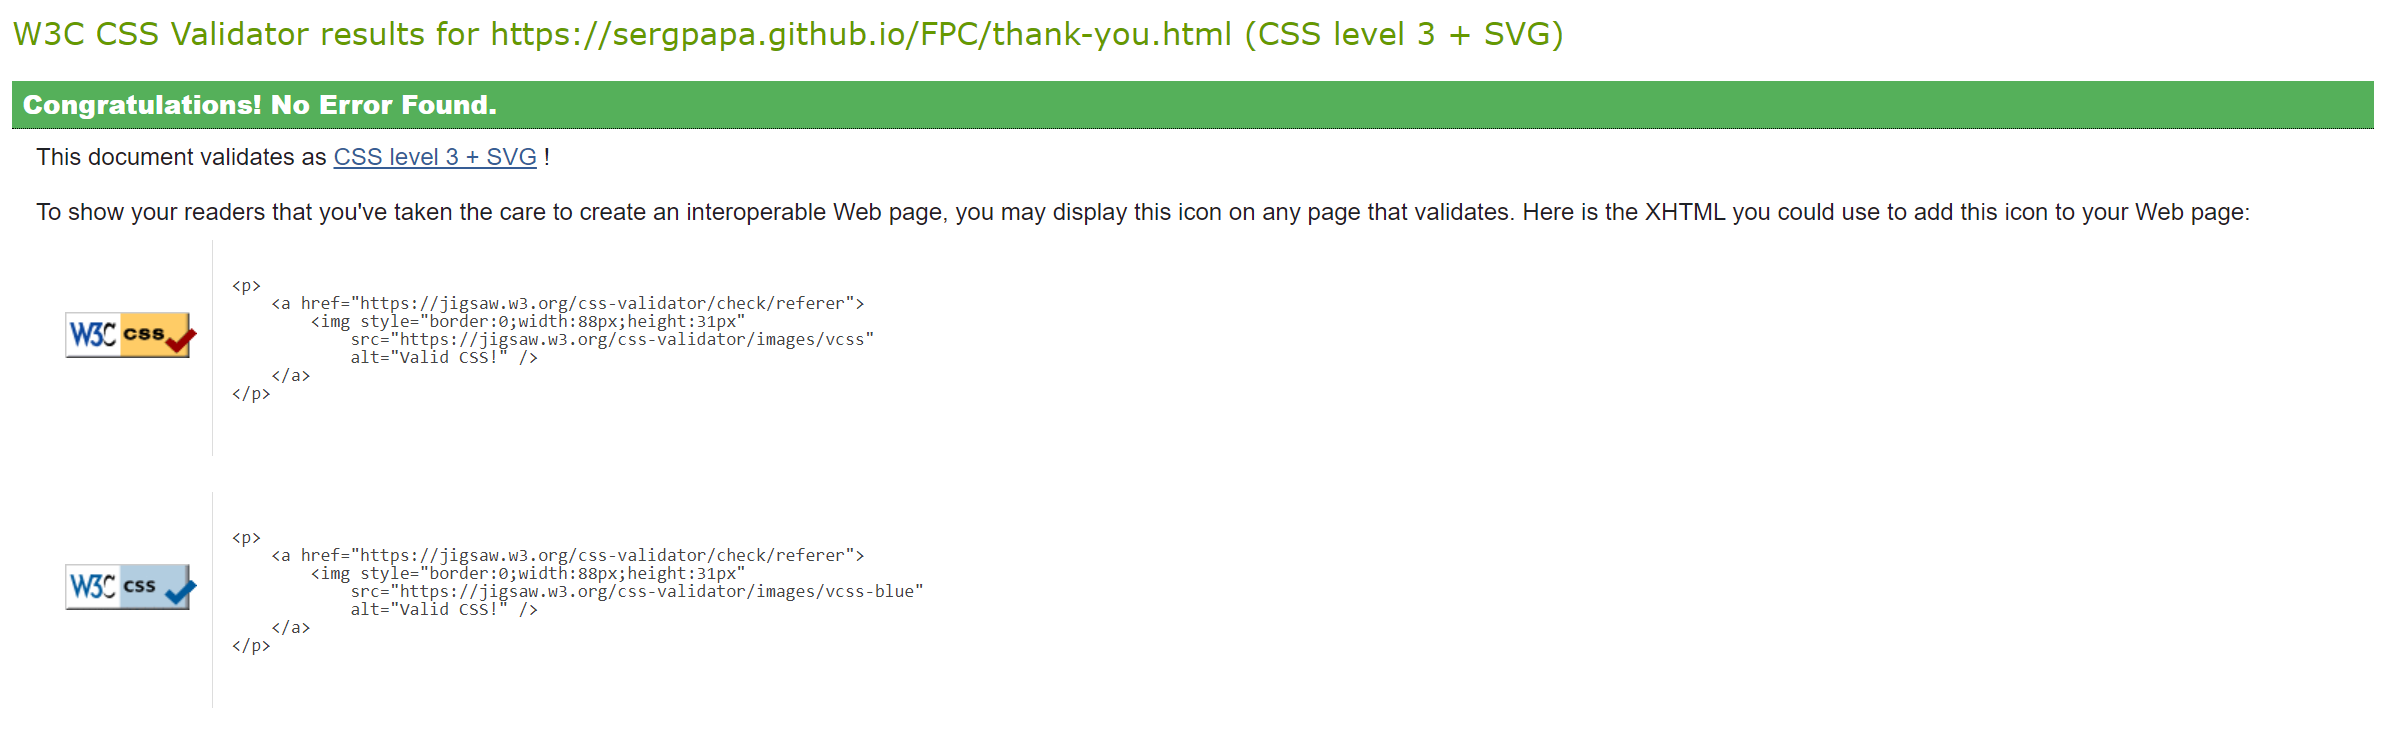 W3C CSS Validator results for https://sergpapa.github.io/FPC/thank-you.html (CSS level 3 + SVG)
Congratulations! No Error Found.
This document validates as CSS level 3 + SVG !
To show your readers that you've taken the care to create an interoperable Web page, you may display this icon on any page that validates. Here is the XHTML you could use to add this icon to your Web page:
W3C css
<p>
    <a href="https://jigsaw.w3.org/css-validator/check/referer">
        <img style="border:0;width:88px;height:31px"
            src="https://jigsaw.w3.org/css-validator/images/vcss"
            alt="Valid CSS!" />
    </a>
</p>
W3C css
<p>
    <a href="https://jigsaw.w3.org/css-validator/check/referer">
        <img style="border:0;width:88px;height:31px"
            src="https://jigsaw.w3.org/css-validator/images/vcss-blue"
            alt="Valid CSS!" />
    </a>
</p>